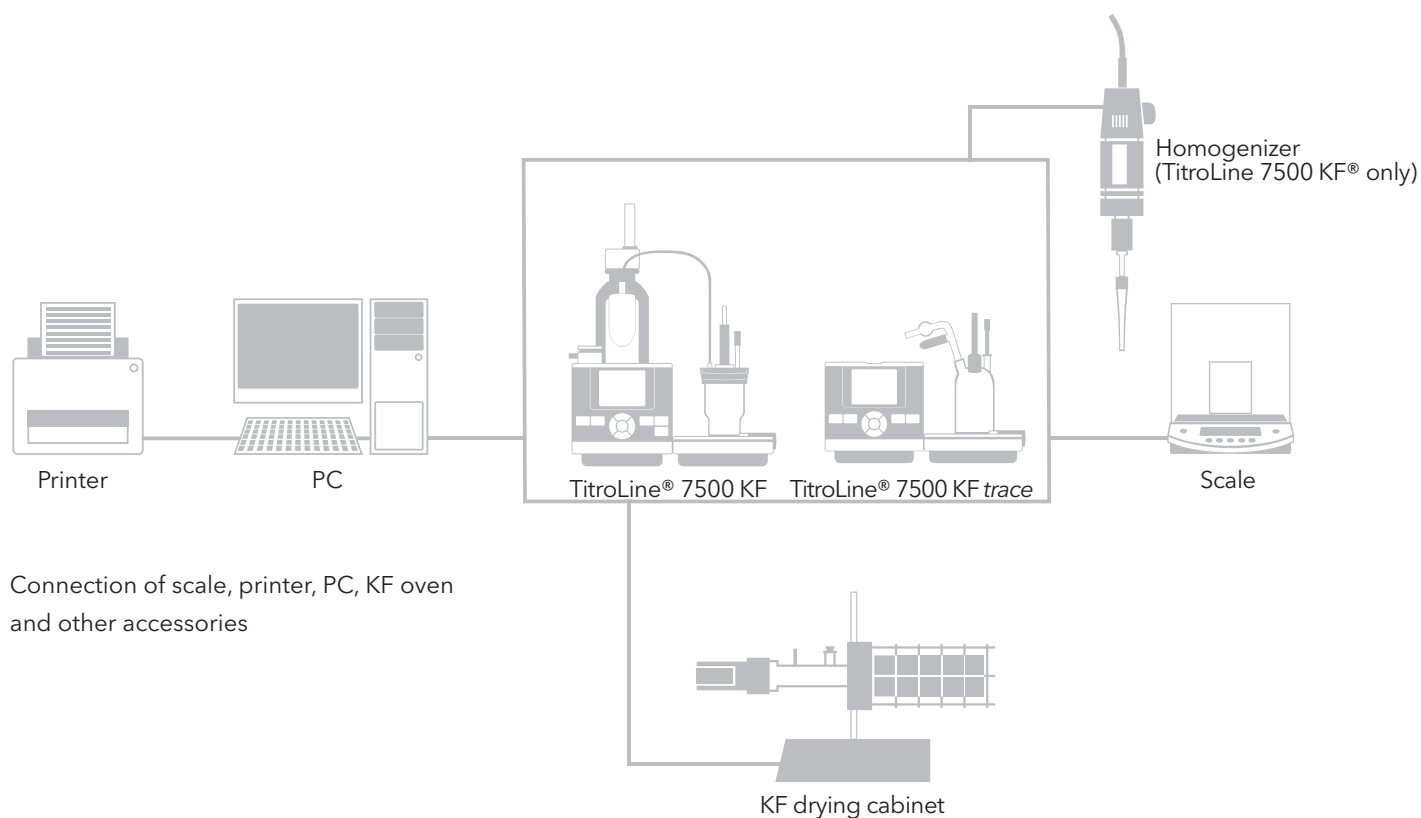 Homogenizer
(TitroLine 7500 KF® only)
Printer
PC
TitroLine® 7500 KF
TitroLine® 7500 KF trace
Scale
Connection of scale, printer, PC, KF oven
and other accessories
KF drying cabinet